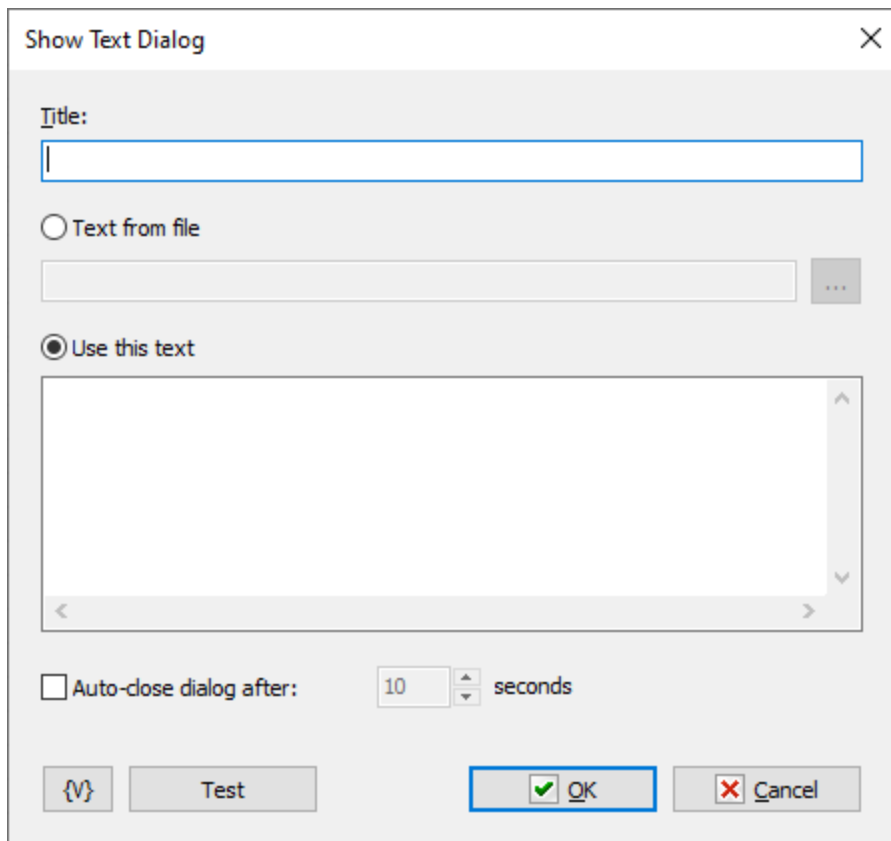 Show Text Dialog
Title:
Text from file
...
Use this text
Auto-close dialog after: 10 seconds
{V} Test OK Cancel